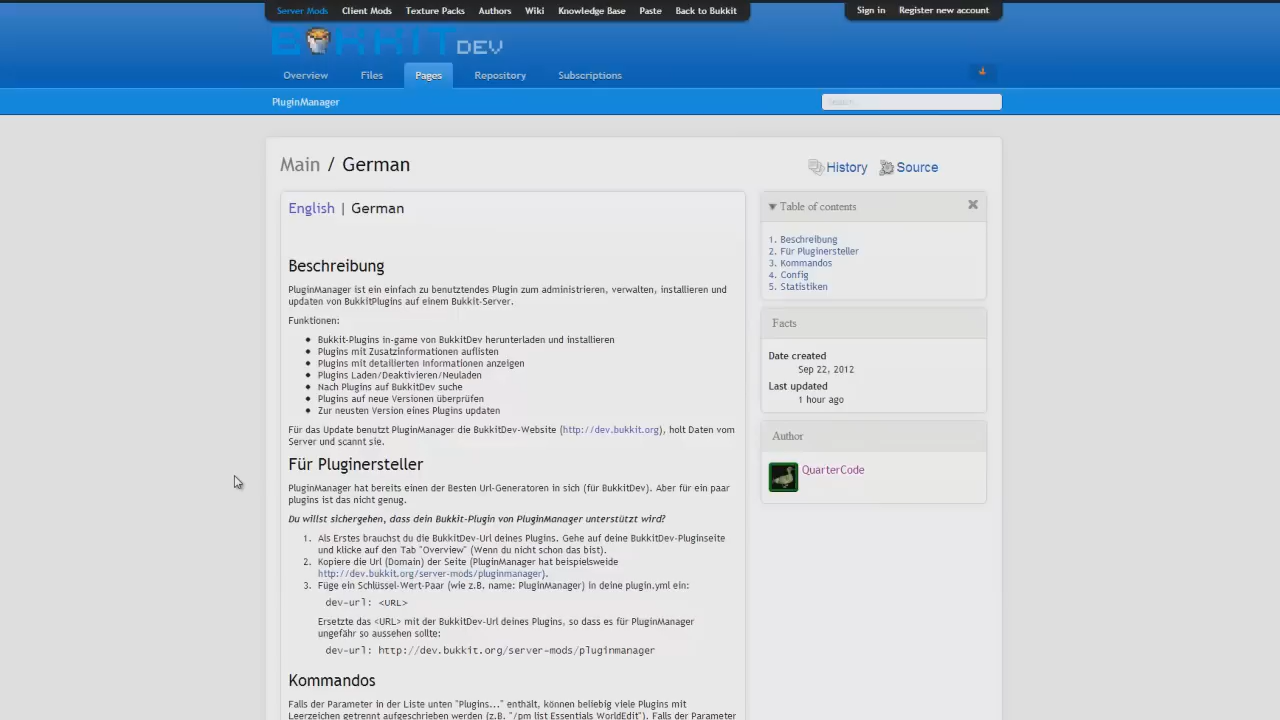 Server Mods Client Mods Texture Packs Authors Wiki Knowledge Base Paste Back to Bukkit Sign in Register new account
BUKKIT DEV
Overview Files Pages Repository Subscriptions
PluginManager
Main / German
History Source
English | German
Beschreibung
PluginManager ist ein einfach zu benutztendes Plugin zum administrieren, verwalten, installieren und
updaten von BukkitPlugins auf einem Bukkit-Server.
Funktionen:
Bukkit-Plugins in-game von BukkitDev herunterladen und installieren
Plugins mit Zusatzinformationen auflisten
Plugins mit detailierten Informationen anzeigen
Plugins Laden/Deaktivieren/Neuladen
Nach Plugins auf BukkitDev suche
Plugins auf neue Versionen überprüfen
Zur neusten Version eines Plugins updaten
Für das Update benutzt PluginManager die BukkitDev-Website (http://dev.bukkit.org), holt Daten vom
Server und scannt sie.
Für Pluginersteller
PluginManager hat bereits einen der Besten Url-Generatoren in sich (für BukkitDev). Aber für ein paar
plugins ist das nicht genug.
Du willst sichergehen, dass dein Bukkit-Plugin von PluginManager unterstützt wird?
1. Als Erstes brauchst du die BukkitDev-Url deines Plugins. Gehe auf deine BukkitDev-Pluginseite
und klicke auf den Tab "Overview" (Wenn du nicht schon das bist).
2. Kopiere die Url (Domain) der Seite (PluginManager hat beispielsweide
http://dev.bukkit.org/server-mods/pluginmanager).
3. Füge ein Schlüssel-Wert-Paar (wie z.B. name: PluginManager) in deine plugin.yml ein:
dev-url: <URL>
Ersetzte das <URL> mit der BukkitDev-Url deines Plugins, so dass es für PluginManager
ungefähr so aussehen sollte:
dev-url: http://dev.bukkit.org/server-mods/pluginmanager
Kommandos
Falls der Parameter in der Liste unten "Plugins..." enthält, können beliebig viele Plugins mit
Leerzeichen getrennt aufgeschrieben werden (z.B. "/pm list Essentials WorldEdit"). Falls der Parameter
Table of contents
1. Beschreibung
2. Für Pluginersteller
3. Kommandos
4. Config
5. Statistiken
Facts
Date created
Sep 22, 2012
Last updated
1 hour ago
Author
QuarterCode